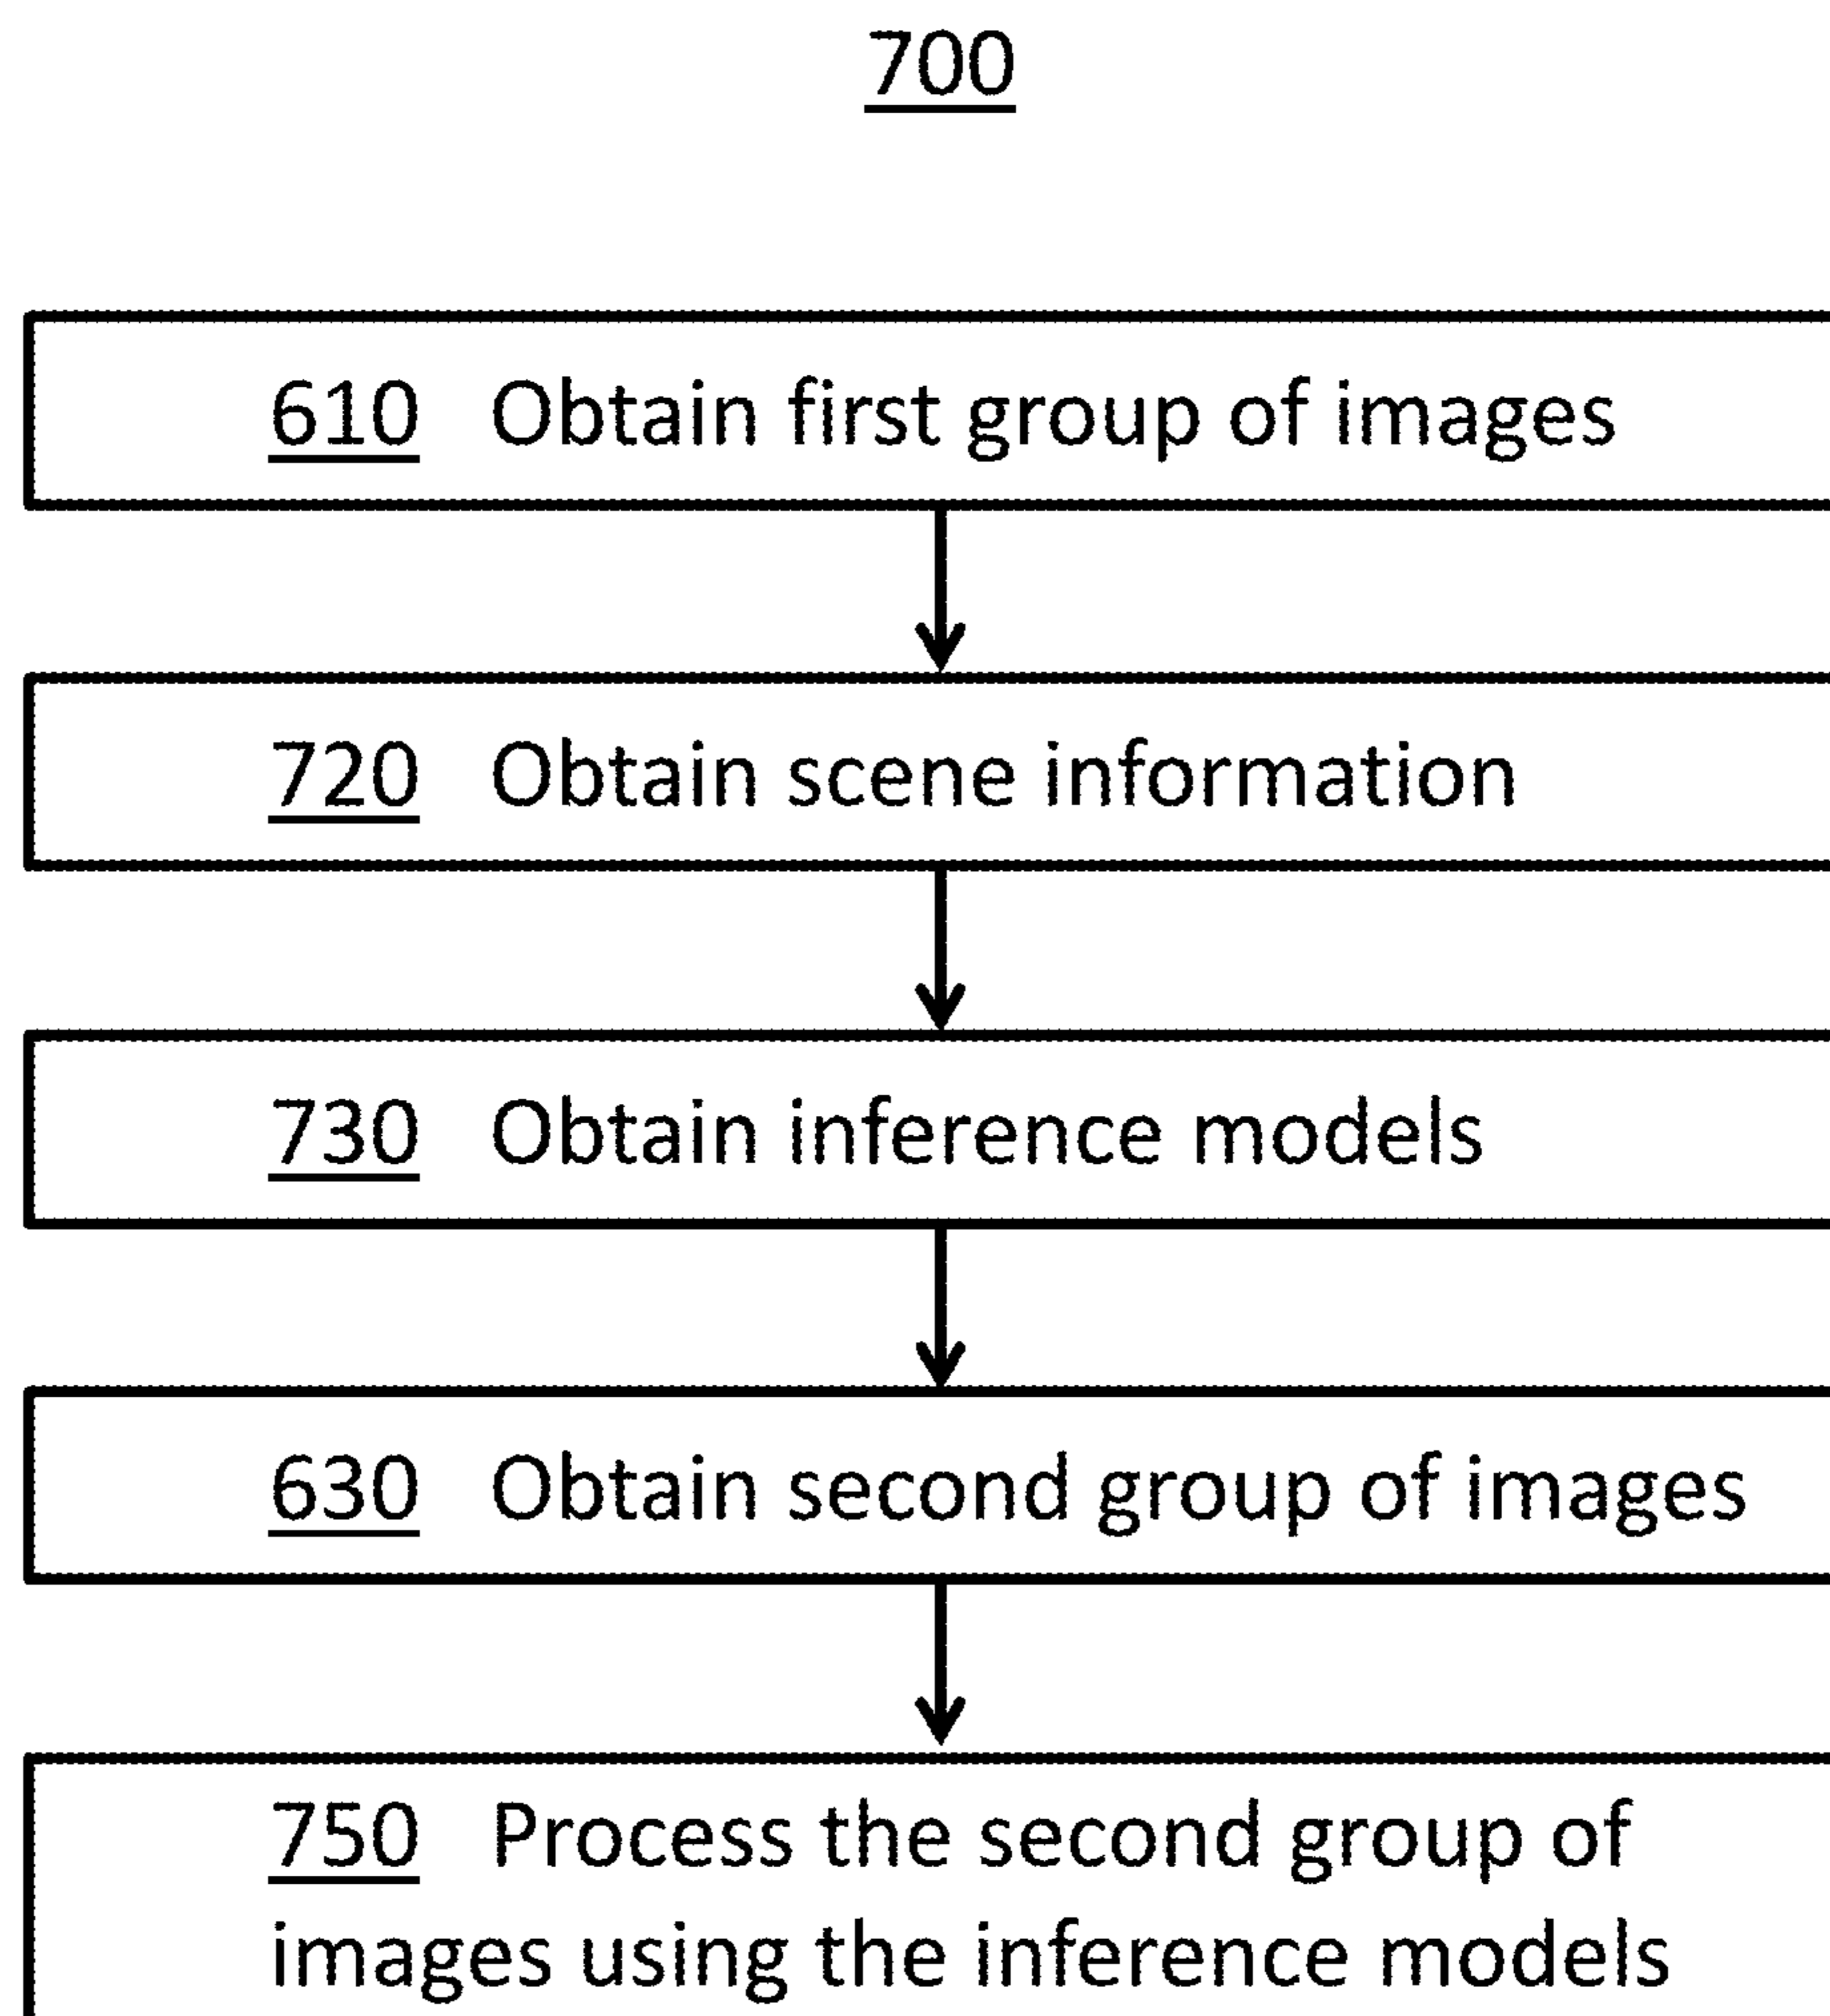 700
610 Obtain first group of images
720 Obtain scene information
730 Obtain inference models
630 Obtain second group of images
750 Process the second group of
images using the inference models